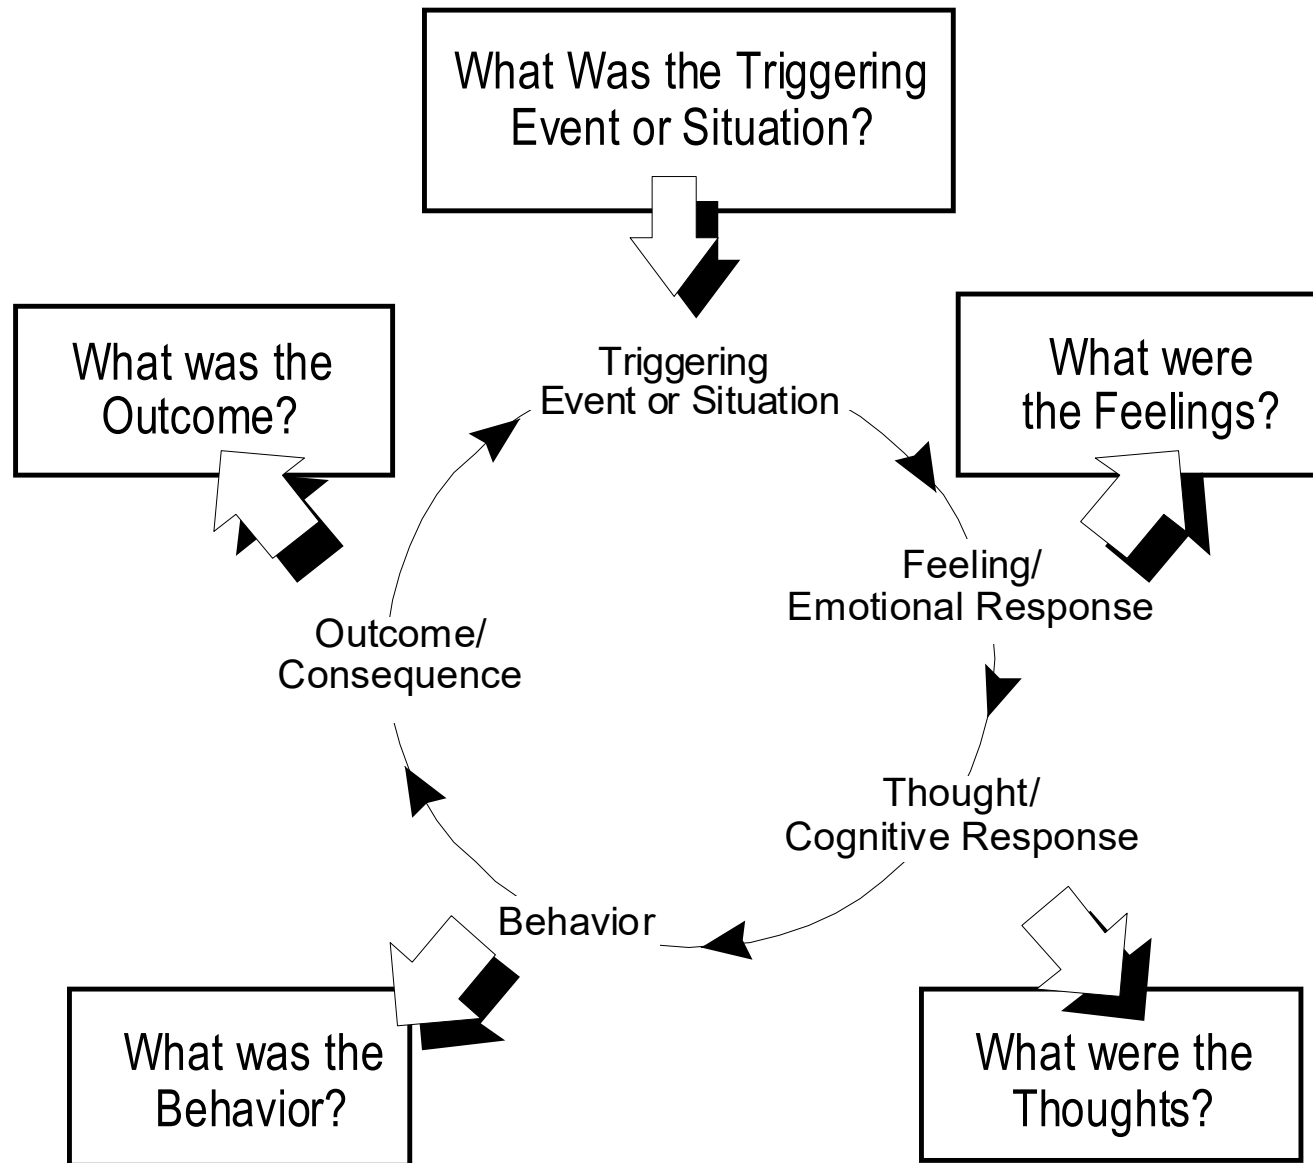 What Was the Triggering
Event or Situation?
What was the
Outcome?
What were
the Feelings?
Triggering
Event or Situation
Feeling/
Emotional Response
Outcome/
Consequence
Thought/
Cognitive Response
Behavior
What was the
Behavior?
What were the
Thoughts?